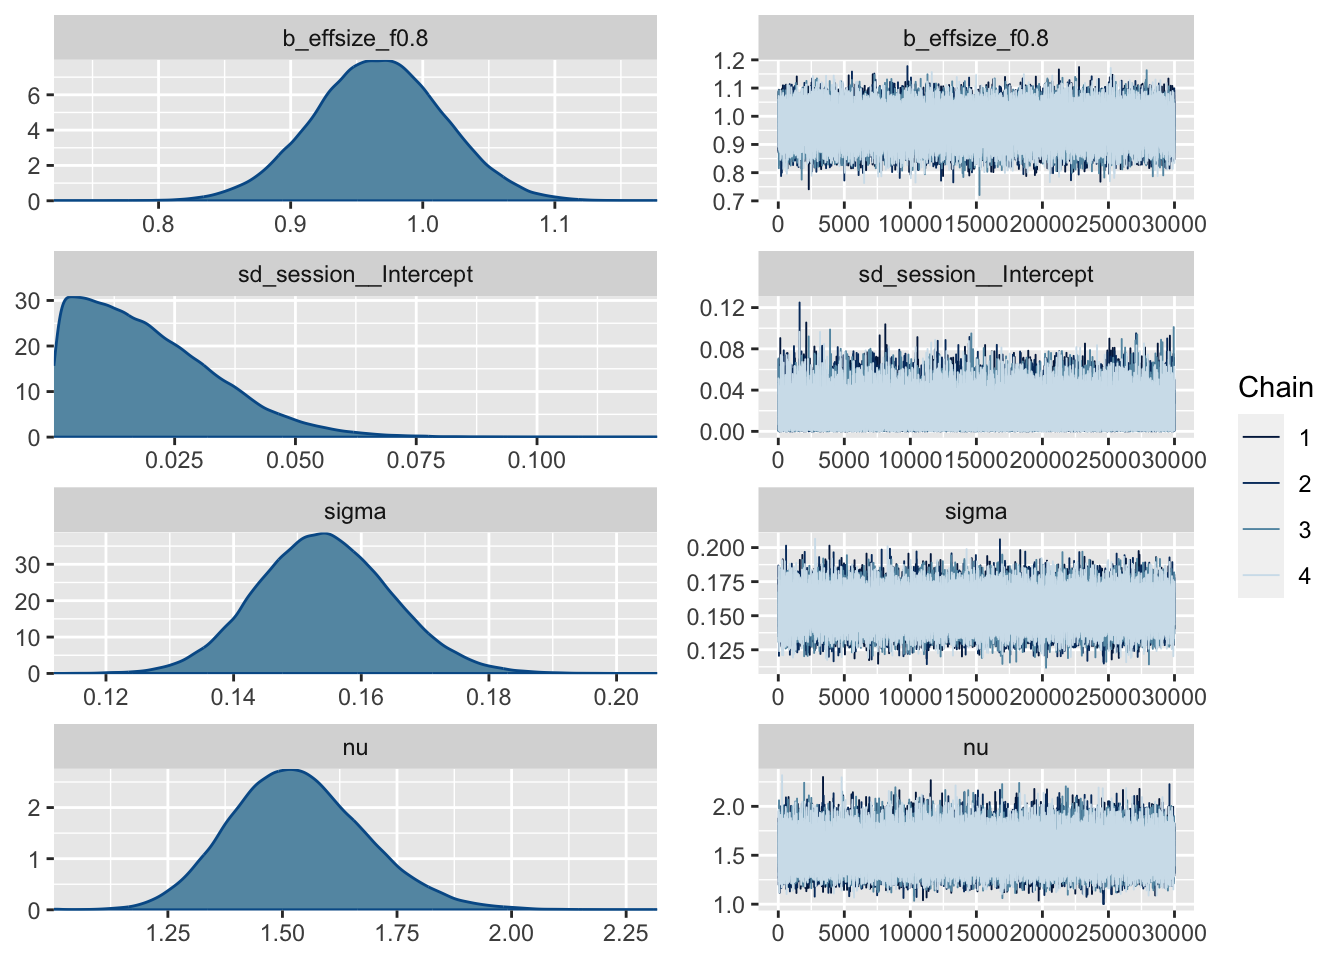 b_effsize_f0.8
b_effsize_f0.8
6
4
2
0
0.8 0.9 1.0 1.1
1.2
1.1
1.0
0.9
0.8
0.7
0 5000 10000 15000 20000 25000 30000
sd_session__Intercept
sd_session__Intercept
30
20
10
0
0.025 0.050 0.075 0.100
0.12
0.08
0.04
0.00
0 5000 10000 15000 20000 25000 30000
Chain
1
2
3
4
sigma
sigma
30
20
10
0
0.12 0.14 0.16 0.18 0.20
0.200
0.175
0.150
0.125
0 5000 10000 15000 20000 25000 30000
nu
nu
2
1
0
1.25 1.50 1.75 2.00 2.25
2.0
1.5
1.0
0 5000 10000 15000 20000 25000 30000